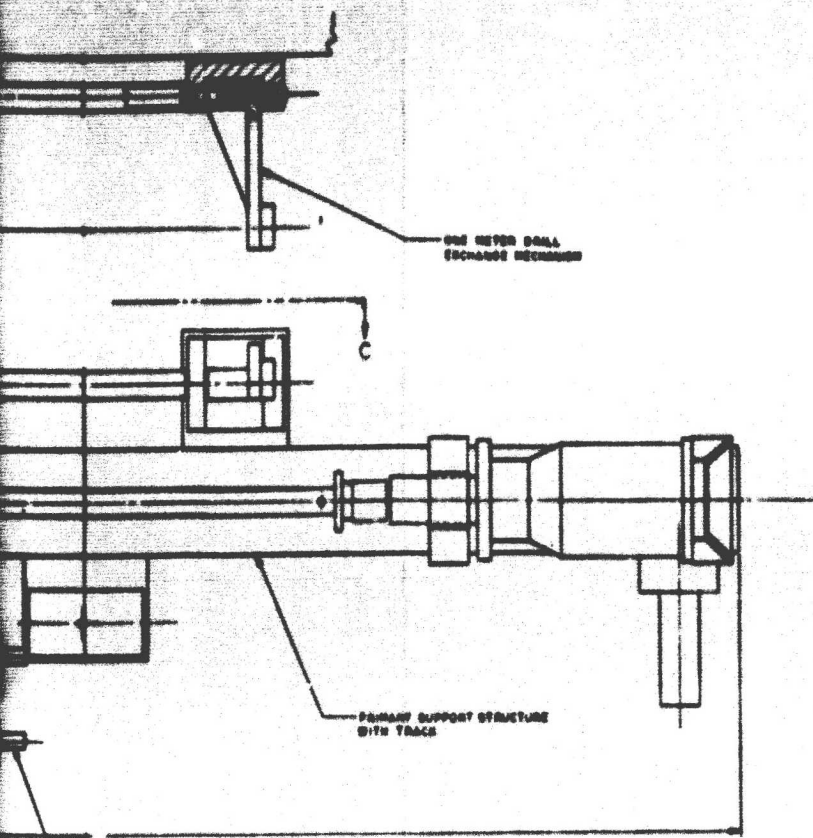 ONE METER DRILL
EXCHANGE MECHANISM
C
PRIMARY SUPPORT STRUCTURE
WITH TRACK